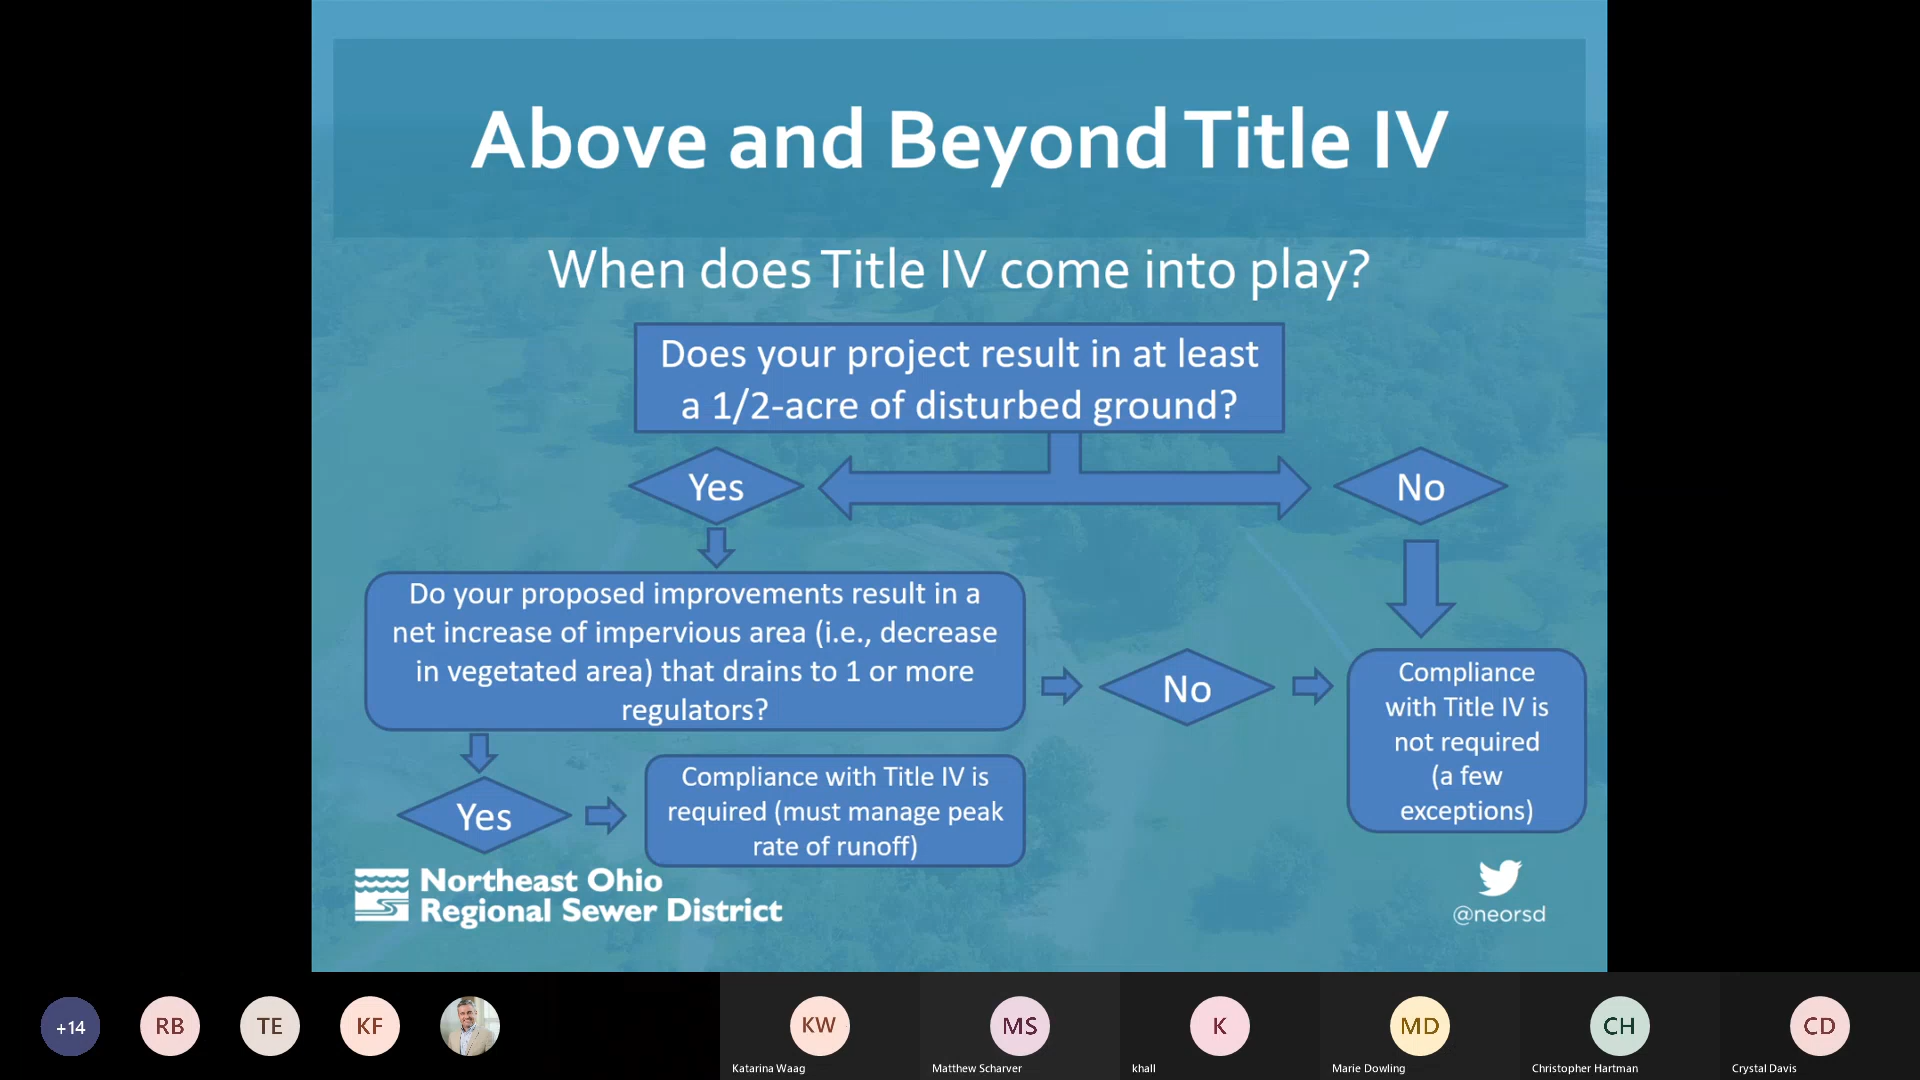 Above and Beyond Title IV
When does Title IV come into play?
Does your project result in at least
a 1/2-acre of disturbed ground?
Yes
No
Do your proposed improvements result in a
net increase of impervious area (i.e., decrease
in vegetated area) that drains to 1 or more
regulators?
No
Compliance
with Title IV is
not required
(a few
exceptions)
Yes
Compliance with Title IV is
required (must manage peak
rate of runoff)
Northeast Ohio
Regional Sewer District
@neorsd
+14
RB
TE
KF
KW
MS
K
MD
CH
CD
Katarina Waag
Matthew Scharver
khall
Marie Dowling
Christopher Hartman
Crystal Davis